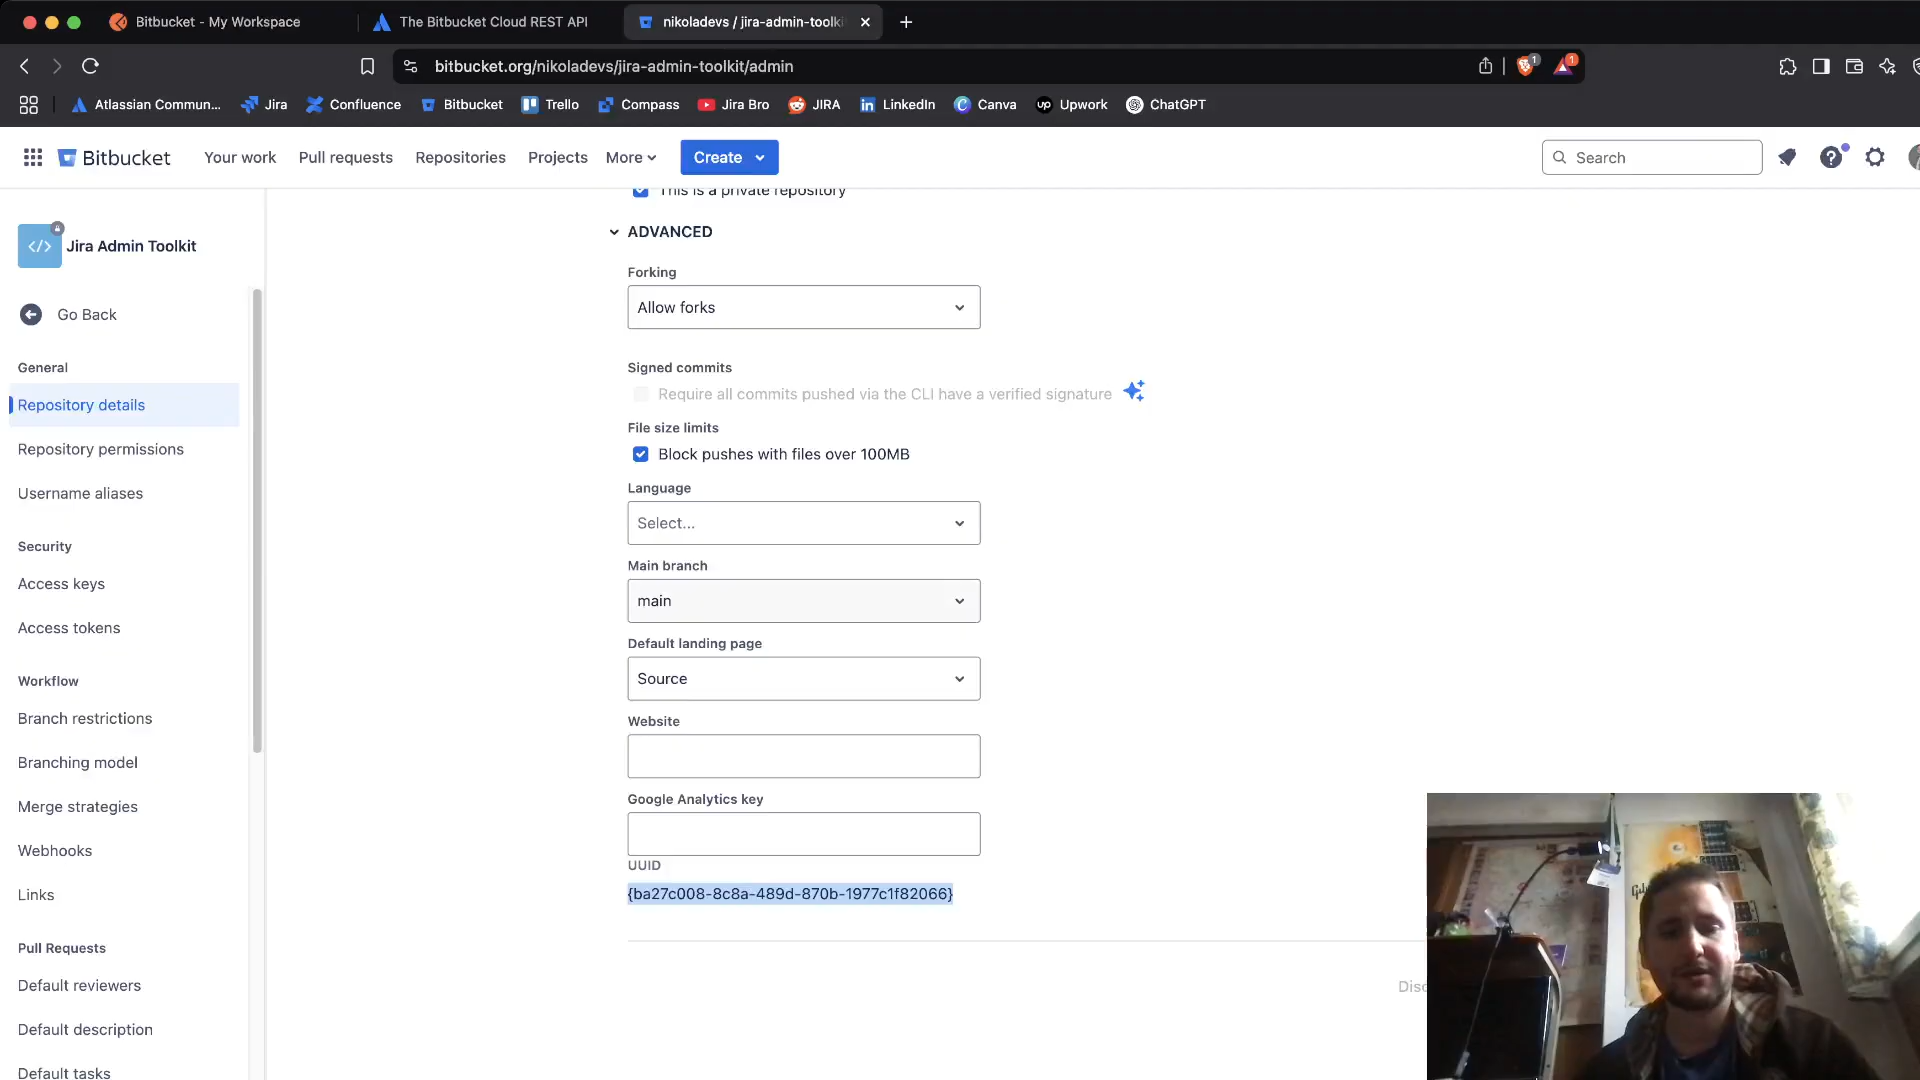 Bitbucket - My Workspace
The Bitbucket Cloud REST API
nikoladevs / jira-admin-toolki
bitbucket.org/nikoladevs/jira-admin-toolkit/admin
1
1
Atlassian Commun...
Jira
Confluence
Bitbucket
Trello
Compass
Jira Bro
JIRA
LinkedIn
Canva
up
Upwork
ChatGPT
Bitbucket
Your work
Pull requests
Repositories
Projects
More
Create
Search
This is a private repository
Jira Admin Toolkit
Go Back
General
Repository details
Repository permissions
Username aliases
Security
Access keys
Access tokens
Workflow
Branch restrictions
Branching model
Merge strategies
Webhooks
Links
Pull Requests
Default reviewers
Default description
Default tasks
ADVANCED
Forking
Allow forks
Signed commits
Require all commits pushed via the CLI have a verified signature
File size limits
Block pushes with files over 100MB
Language
Select...
Main branch
main
Default landing page
Source
Website
Google Analytics key
UUID
{ba27c008-8c8a-489d-870b-1977c1f82066}
Disc